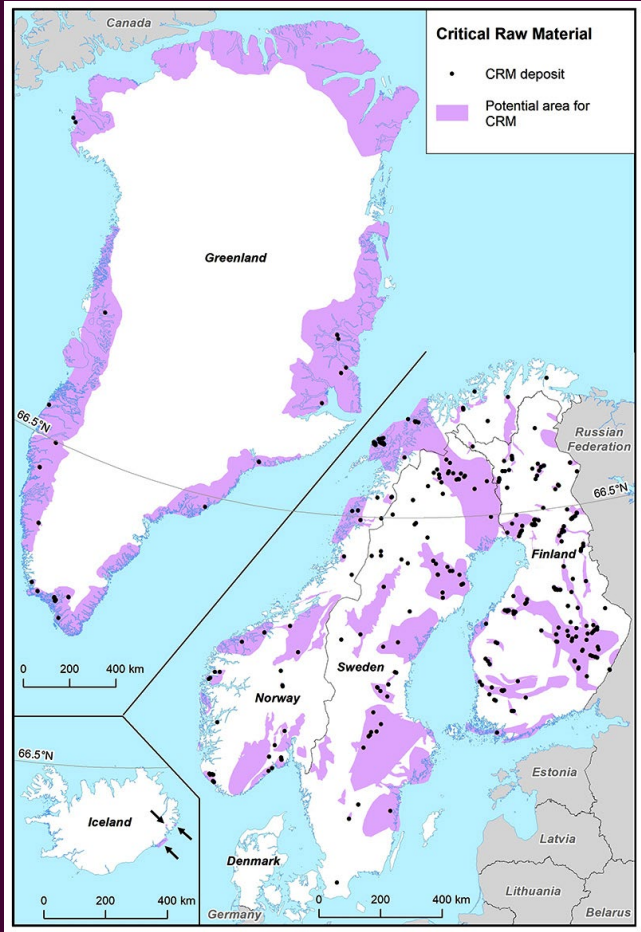 Canada
Critical Raw Material
CRM deposit
Potential area for
CRM
Greenland
66.5°N
Russian
Federation
66.5°N
Finland
0 200 400 km
Sweden
Norway
66.5°N
Iceland
Estonia
Latvia
Denmark
Lithuania
0 200 400 km
0 200 400 km
Germany
Belarus